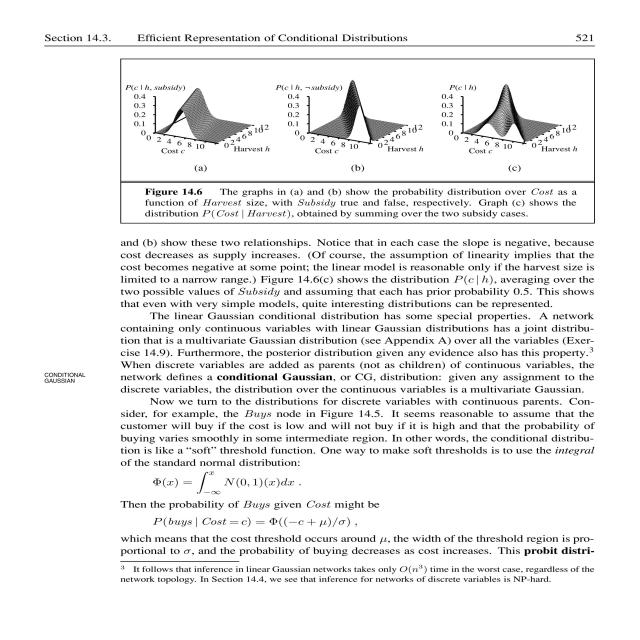 Section 14.3. Efficient Representation of Conditional Distributions 521
P(c | h, subsidy)
0.4
0.3
0.2
0.1
0
0 2 4 6 8 10
Cost c
0 2 4 6 8 10 12
Harvest h
(a)
P(c | h, ¬subsidy)
0.4
0.3
0.2
0.1
0
0 2 4 6 8 10
Cost c
0 2 4 6 8 10 12
Harvest h
(b)
P(c | h)
0.4
0.3
0.2
0.1
0
0 2 4 6 8 10
Cost c
0 2 4 6 8 10 12
Harvest h
(c)
Figure 14.6 The graphs in (a) and (b) show the probability distribution over Cost as a
function of Harvest size, with Subsidy true and false, respectively. Graph (c) shows the
distribution P(Cost | Harvest), obtained by summing over the two subsidy cases.
and (b) show these two relationships. Notice that in each case the slope is negative, because
cost decreases as supply increases. (Of course, the assumption of linearity implies that the
cost becomes negative at some point; the linear model is reasonable only if the harvest size is
limited to a narrow range.) Figure 14.6(c) shows the distribution P(c | h), averaging over the
two possible values of Subsidy and assuming that each has prior probability 0.5. This shows
that even with very simple models, quite interesting distributions can be represented.
The linear Gaussian conditional distribution has some special properties. A network
containing only continuous variables with linear Gaussian distributions has a joint distribu-
tion that is a multivariate Gaussian distribution (see Appendix A) over all the variables (Exer-
cise 14.9). Furthermore, the posterior distribution given any evidence also has this property.³
When discrete variables are added as parents (not as children) of continuous variables, the
CONDITIONAL
GAUSSIAN
network defines a conditional Gaussian, or CG, distribution: given any assignment to the
discrete variables, the distribution over the continuous variables is a multivariate Gaussian.
Now we turn to the distributions for discrete variables with continuous parents. Con-
sider, for example, the Buys node in Figure 14.5. It seems reasonable to assume that the
customer will buy if the cost is low and will not buy if it is high and that the probability of
buying varies smoothly in some intermediate region. In other words, the conditional distribu-
tion is like a “soft” threshold function. One way to make soft thresholds is to use the integral
of the standard normal distribution:
Φ(x) = ∫_{−∞}^{x} N(0, 1)(x)dx .
Then the probability of Buys given Cost might be
P(buys | Cost = c) = Φ((−c + μ)/σ) ,
which means that the cost threshold occurs around μ, the width of the threshold region is pro-
portional to σ, and the probability of buying decreases as cost increases. This probit distri-
³ It follows that inference in linear Gaussian networks takes only O(n³) time in the worst case, regardless of the
network topology. In Section 14.4, we see that inference for networks of discrete variables is NP-hard.